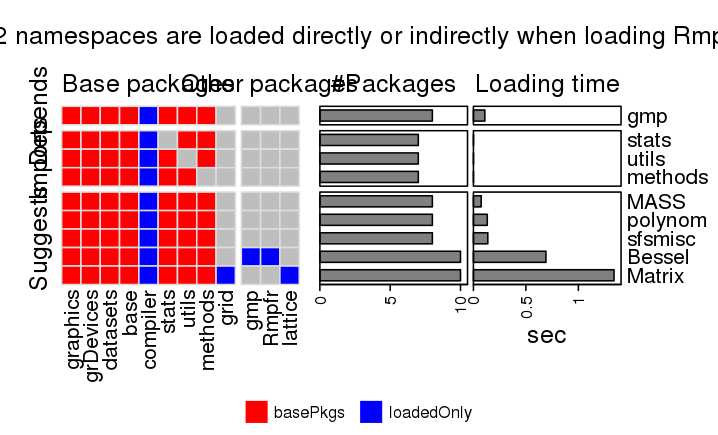 2 namespaces are loaded directly or indirectly when loading Rmp
Base packages Other packages #Packages Loading time
Depends
Imports
Suggests
gmp
stats
utils
methods
MASS
polynom
sfsmisc
Bessel
Matrix
graphics grDevices datasets base compiler stats utils methods grid gmp Rmpfr lattice
0 5 10 0 0.5 1
sec
basePkgs loadedOnly